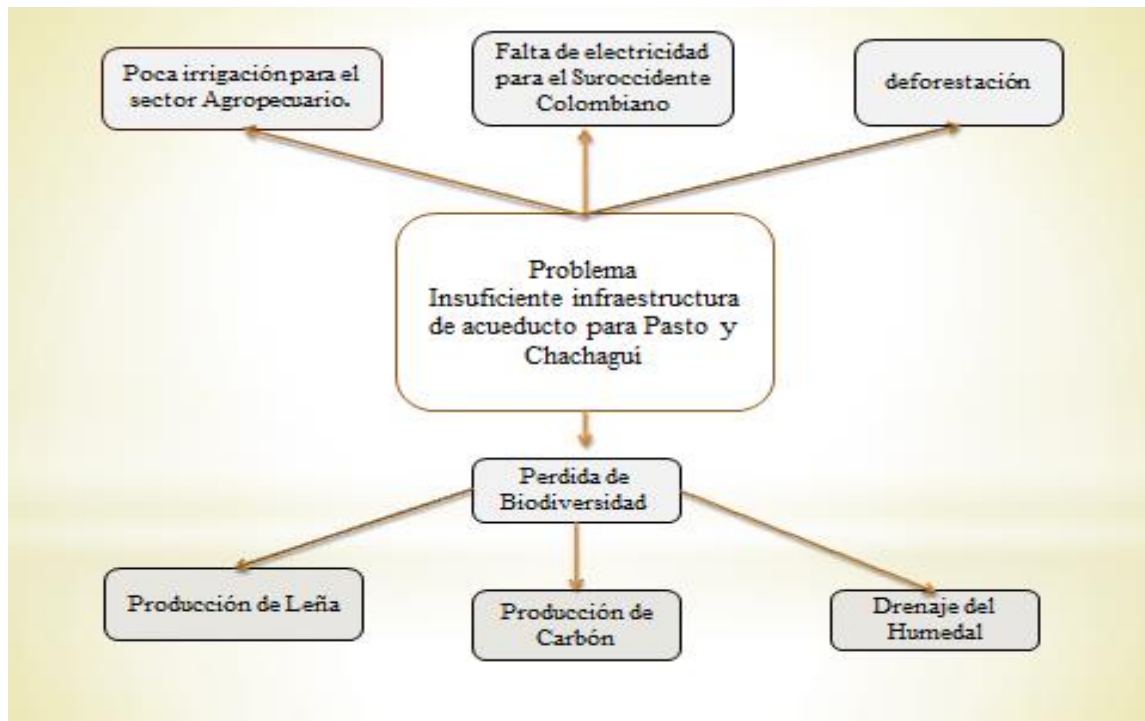 Poca irrigación para el
sector Agropecuario.
Falta de electricidad
para el Suroccidente
Colombiano
deforestación
Problema
Insuficiente infraestructura
de acueducto para Pasto y
Chachagui
Perdida de
Biodiversidad
Producción de Leña
Producción de
Carbón
Drenaje del
Humedal